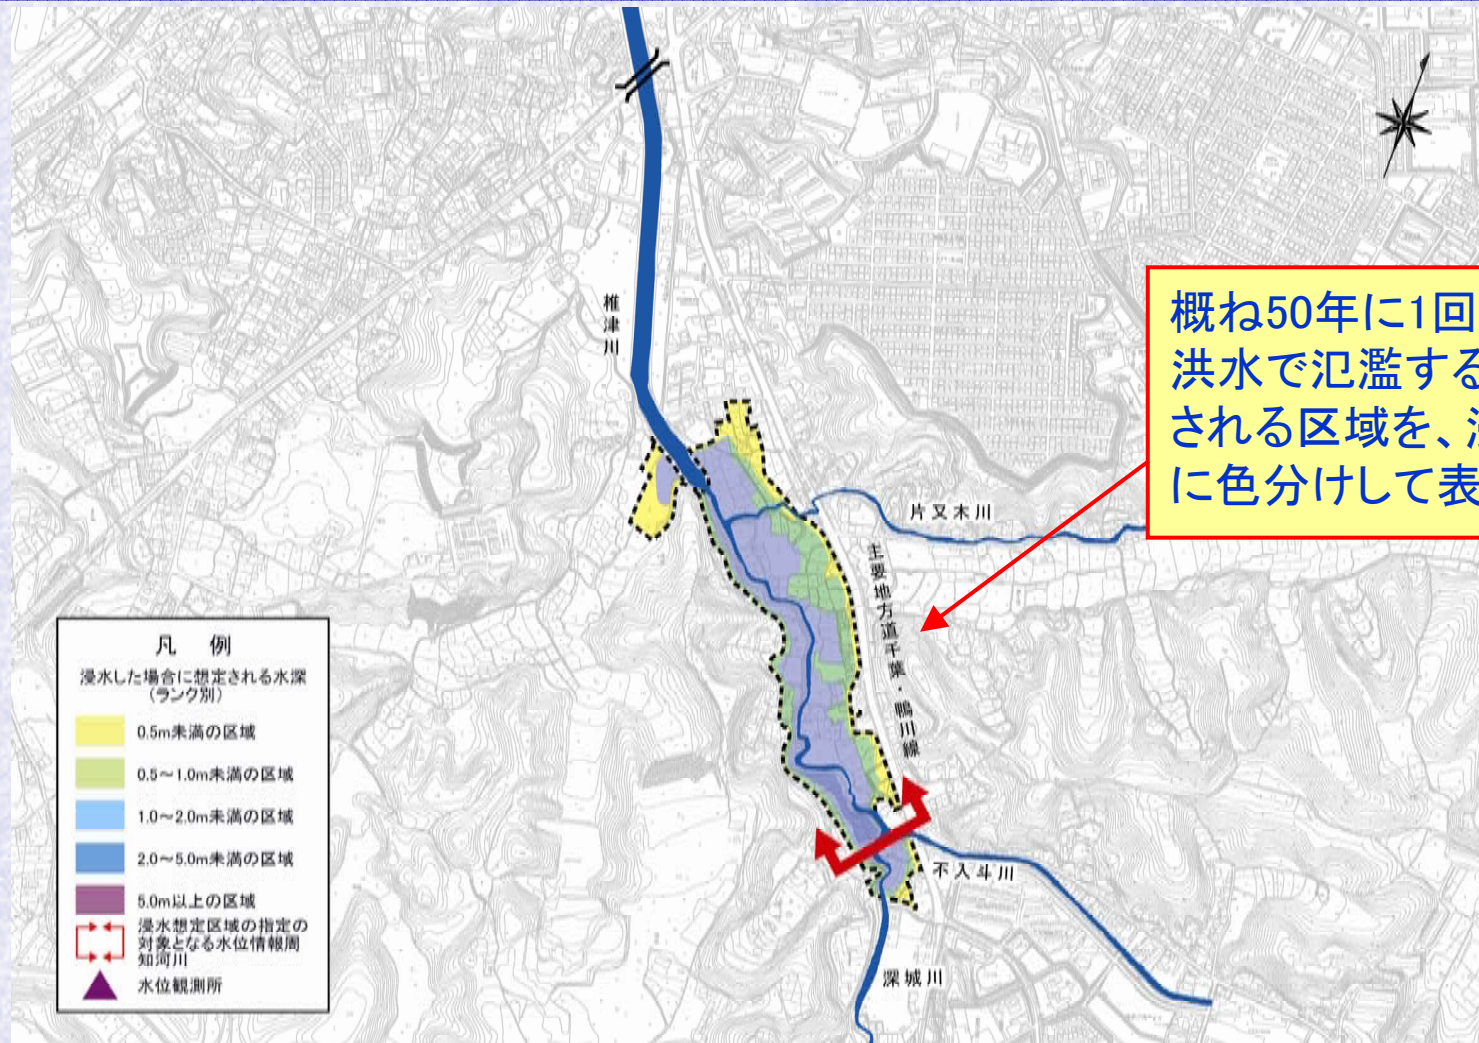 椎津川
概ね50年に1回
洪水で氾濫する
される区域を、浸
に色分けして表
片又木川
主要地方道千葉・鴨川線
凡 例
浸水した場合に想定される水深
(ランク別)
0.5m未満の区域
0.5～1.0m未満の区域
1.0～2.0m未満の区域
2.0～5.0m未満の区域
5.0m以上の区域
浸水想定区域の指定の
対象となる水位情報周
知河川
水位観測所
不入斗川
深城川